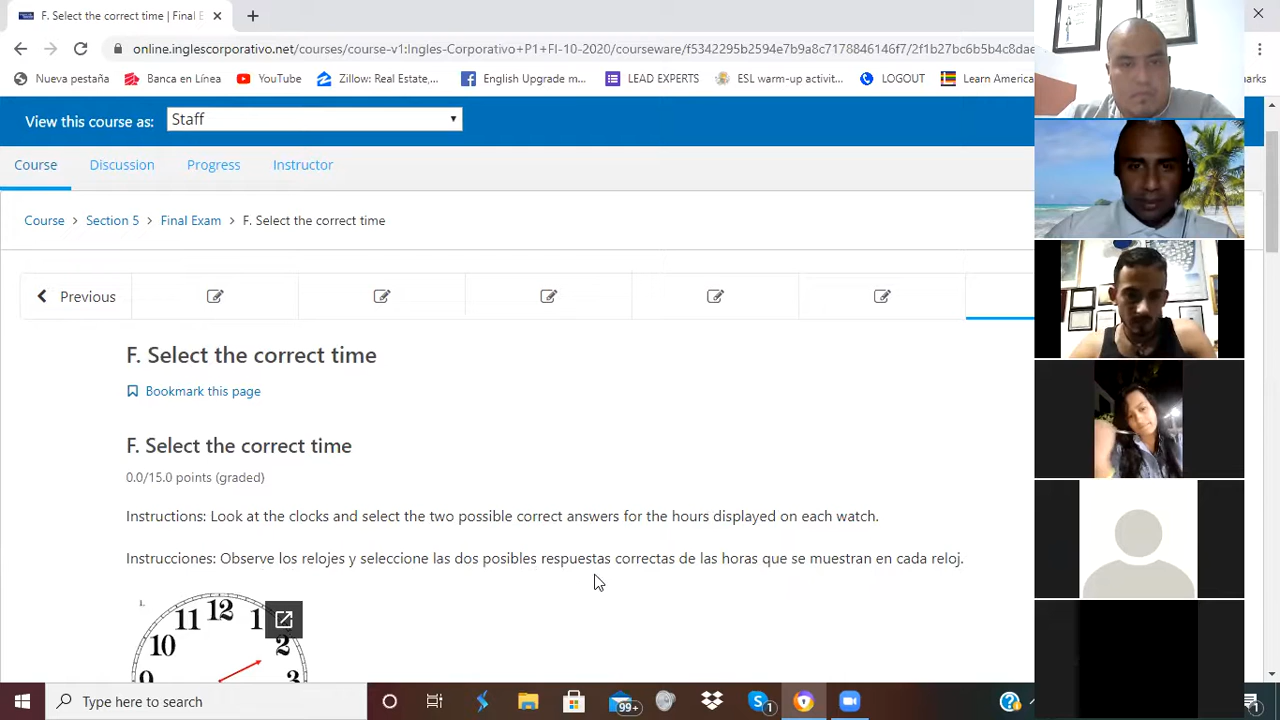 F. Select the correct time | Final E
online.inglescorporativo.net/courses/course-v1:Ingles-Corporativo+P1+FI-10-2020/courseware/f5342295b2594e7b9e8c7178846146f7/2f1b27bc6b5b4c8dae
Nueva pestaña
Banca en Línea
YouTube
Zillow: Real Estate,...
English Upgrade m...
LEAD EXPERTS
ESL warm-up activit...
LOGOUT
Learn America
View this course as:
Staff
Course
Discussion
Progress
Instructor
Course > Section 5 > Final Exam > F. Select the correct time
Previous
F. Select the correct time
Bookmark this page
F. Select the correct time
0.0/15.0 points (graded)
Instructions: Look at the clocks and select the two possible correct answers for the hours displayed on each watch.
Instrucciones: Observe los relojes y seleccione las dos posibles respuestas correctas de las horas que se muestran en cada reloj.
1.
12
11
1
10
2
9
3
Type here to search
99+
1
1